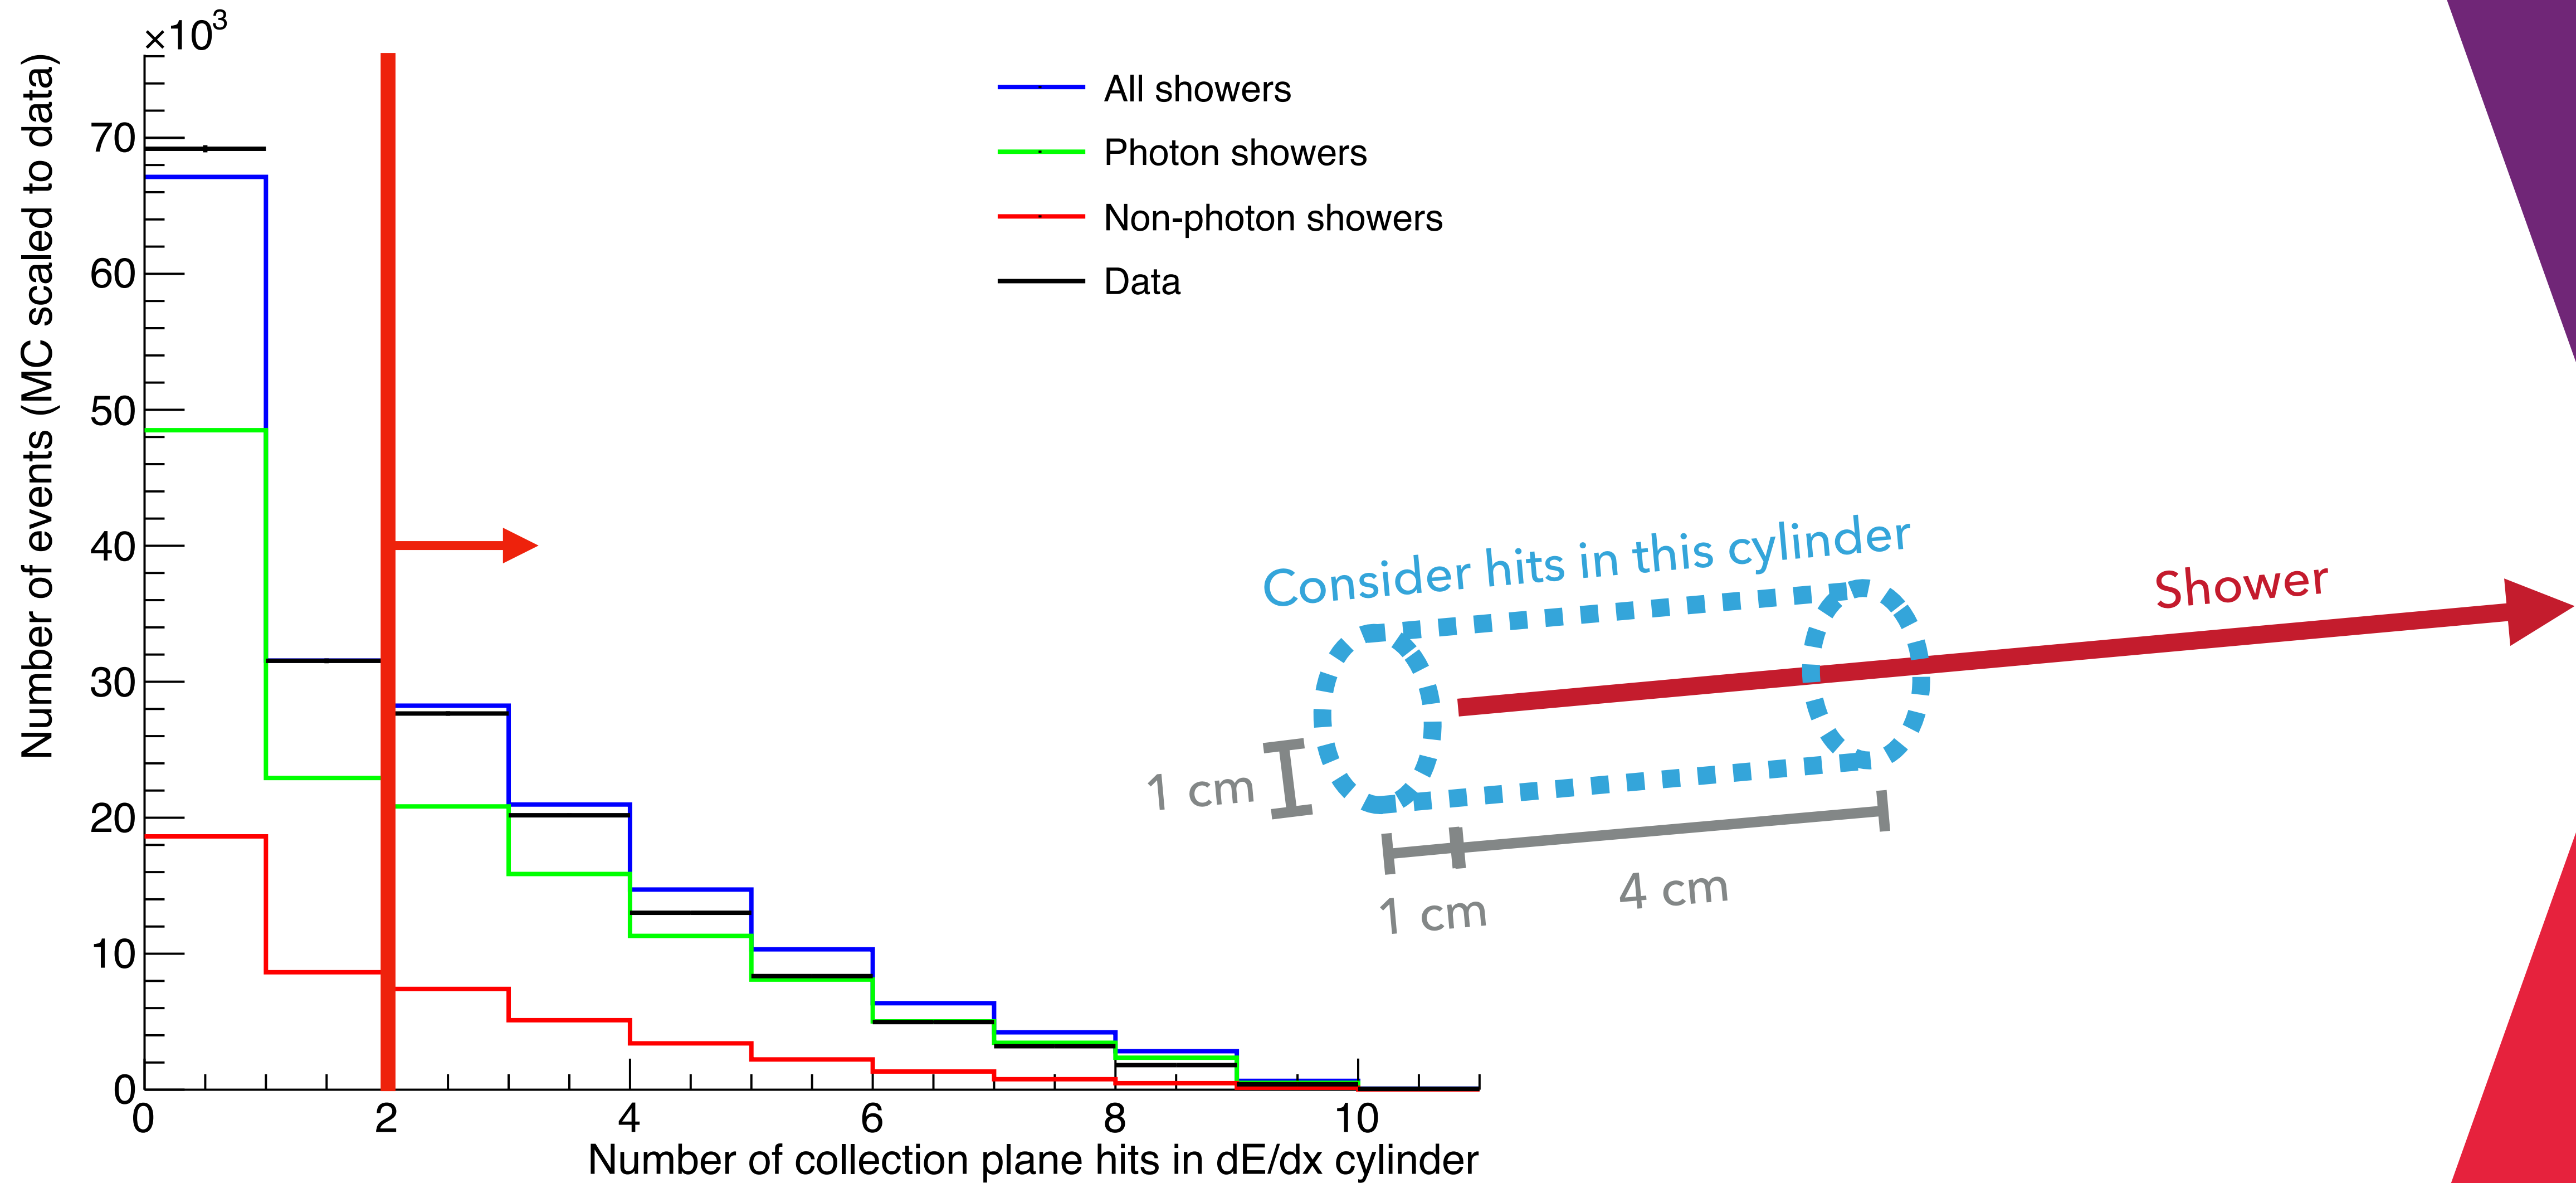 ×10³
Number of events (MC scaled to data)
70
60
50
40
30
20
10
0
0 2 4 6 8 10
Number of collection plane hits in dE/dx cylinder
All showers
Photon showers
Non-photon showers
Data
Consider hits in this cylinder
Shower
1 cm
1 cm
4 cm